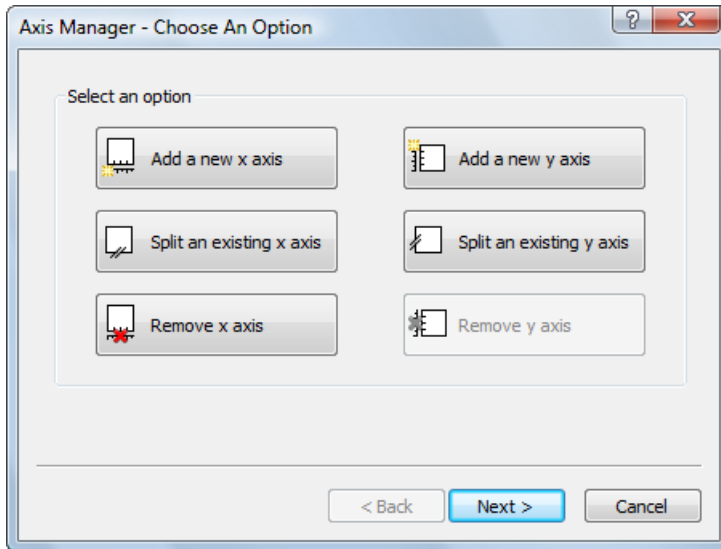 Axis Manager - Choose An Option
Select an option
Add a new x axis
Add a new y axis
Split an existing x axis
Split an existing y axis
Remove x axis
Remove y axis
< Back
Next >
Cancel